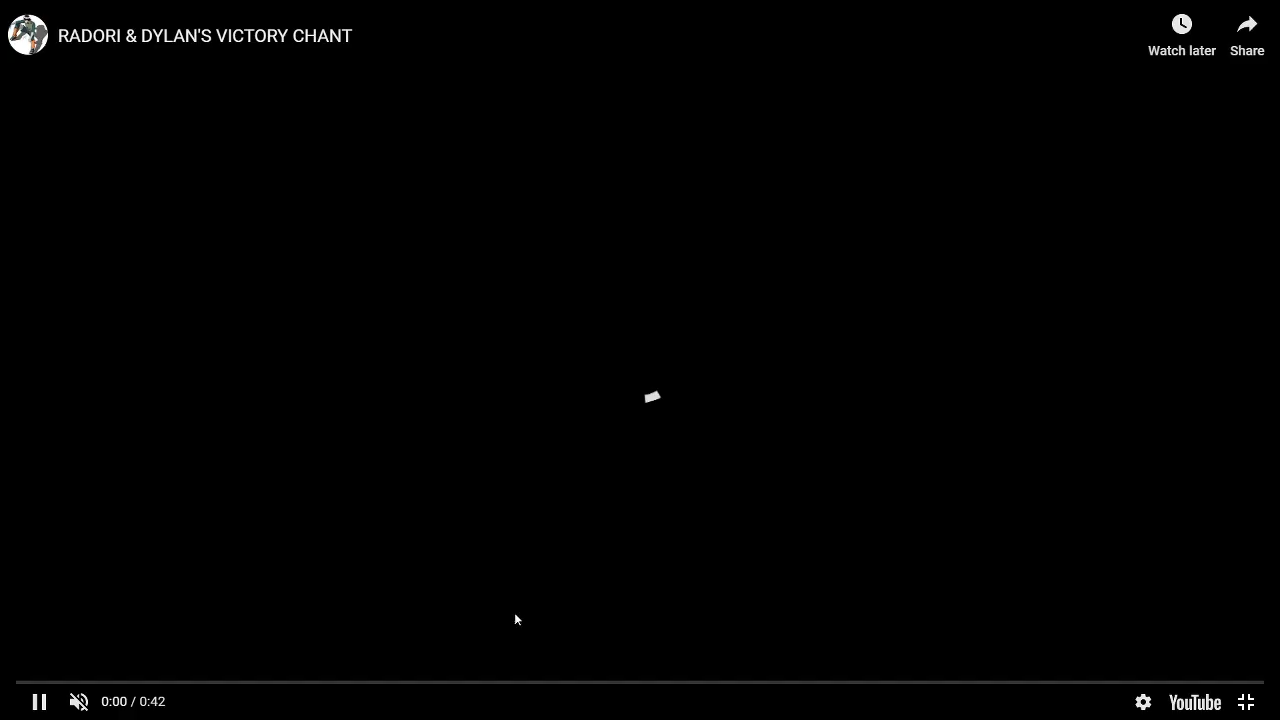 RADORI & DYLAN'S VICTORY CHANT
Watch later
Share
0:00 / 0:42
YouTube